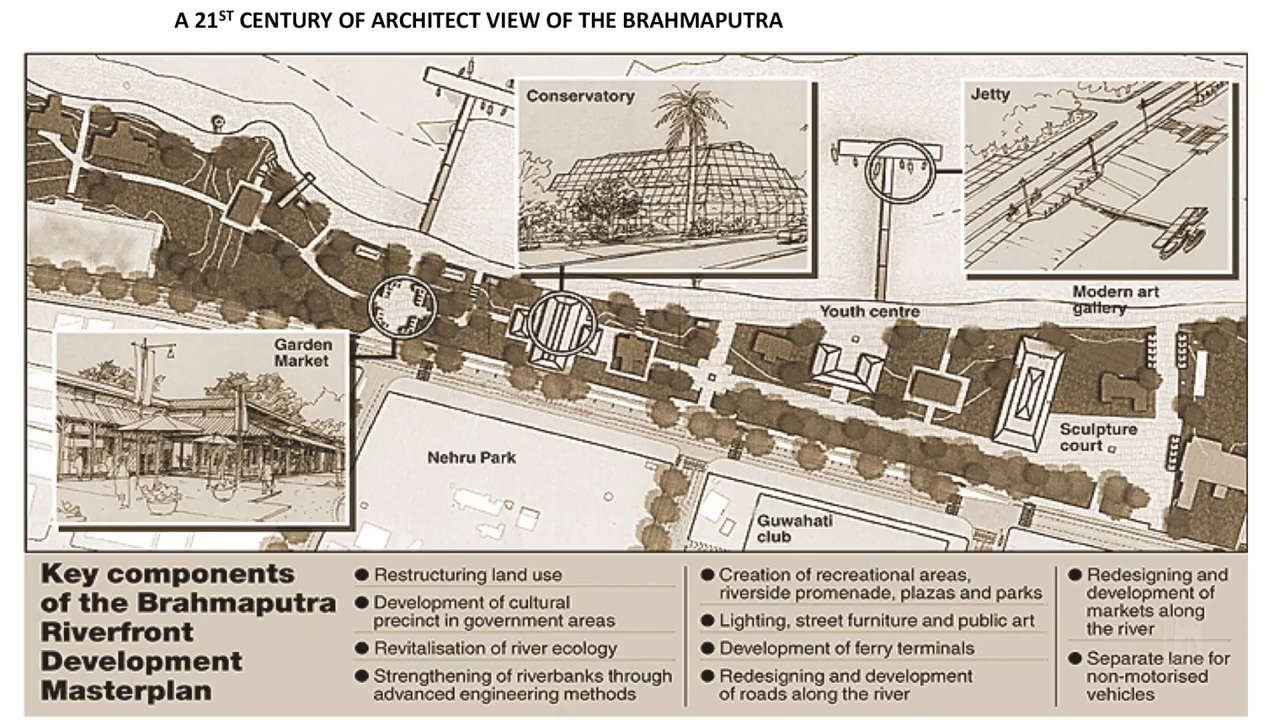 A 21ST CENTURY OF ARCHITECT VIEW OF THE BRAHMAPUTRA
Conservatory
Jetty
Modern art
gallery
Youth centre
Garden
Market
Sculpture
court
Nehru Park
Guwahati
club
Key components
of the Brahmaputra
Riverfront
Development
Masterplan
● Restructuring land use
● Development of cultural
precinct in government areas
● Revitalisation of river ecology
● Strengthening of riverbanks through
advanced engineering methods
● Creation of recreational areas,
riverside promenade, plazas and parks
● Lighting, street furniture and public art
● Development of ferry terminals
● Redesigning and development
of roads along the river
● Redesigning and
development of
markets along
the river
● Separate lane for
non-motorised
vehicles